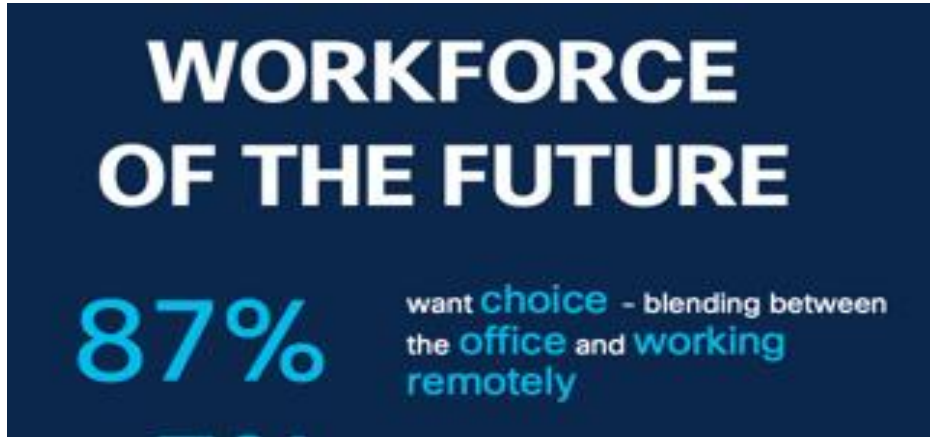 WORKFORCE
OF THE FUTURE
87%
want choice – blending between
the office and working
remotely